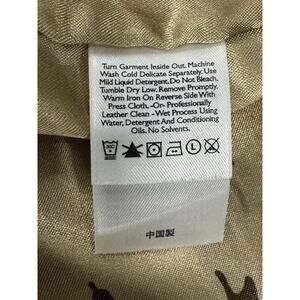 Turn Garment Inside Out. Machine
Wash Cold Delicate Separately. Use
Mild Liquid Detergent. Do Not Bleach.
Tumble Dry Low. Remove Promptly.
Warm Iron On Reverse Side With
Press Cloth. -Or- Professionally
Leather Clean - Wet Process Using
Water, Detergent And Conditioning
Oils. No Solvents.
L
中国製